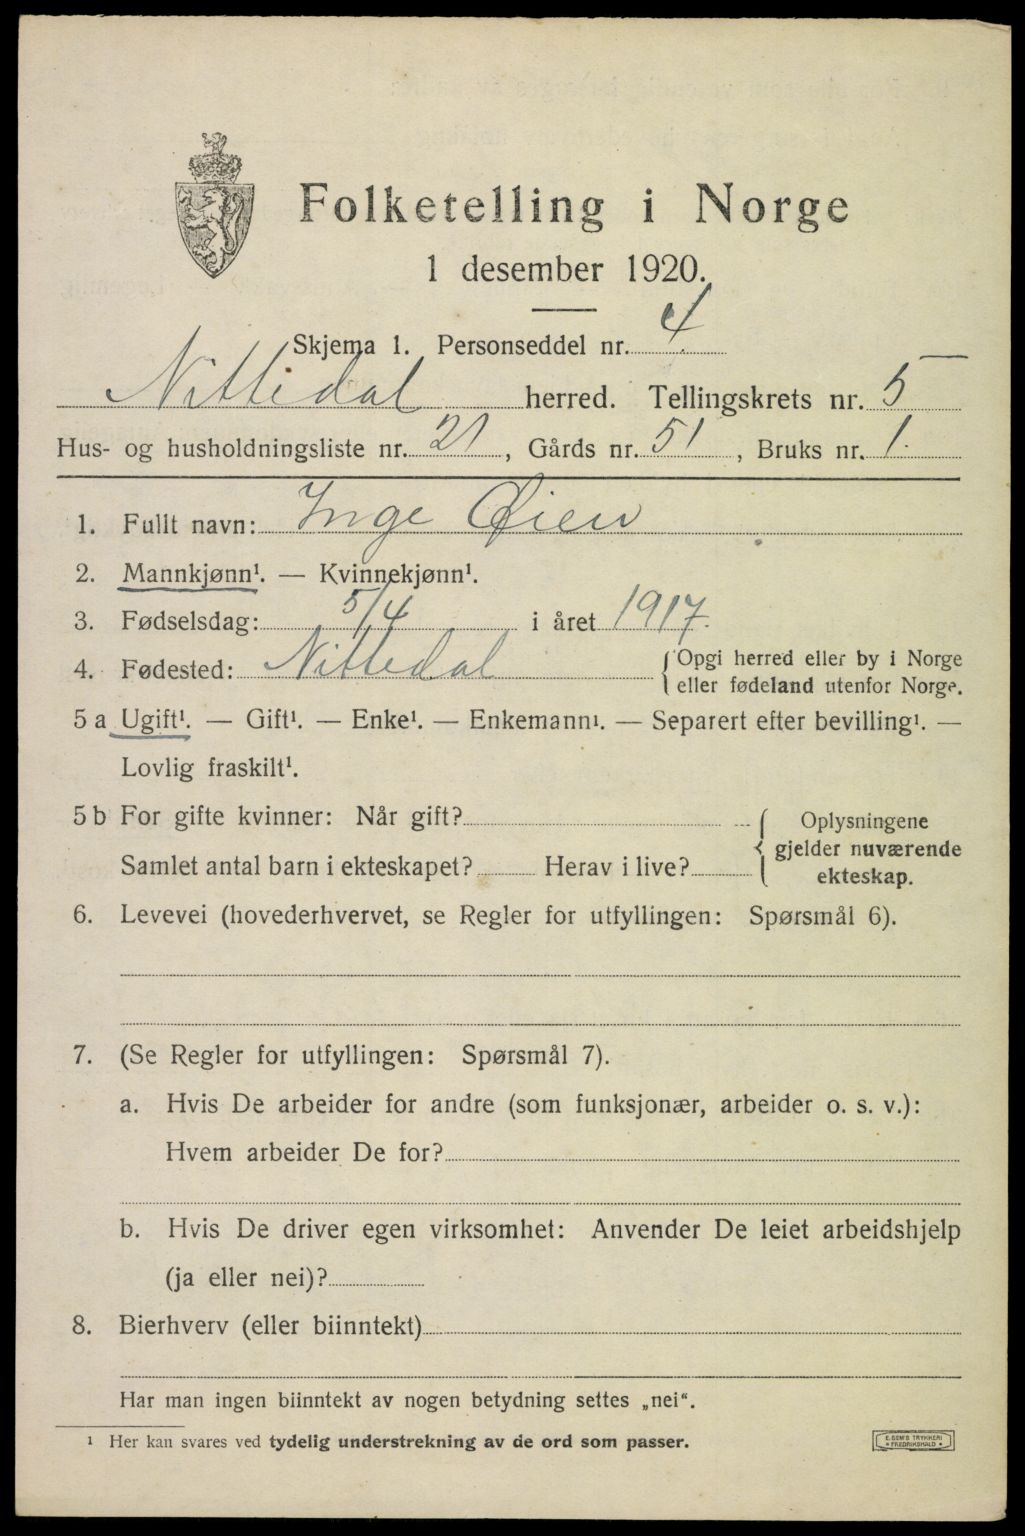 Folketelling i Norge
1 desember 1920.
Skjema 1. Personseddel nr. 4.
Nittedal herred. Tellingskrets nr. 5
Hus- og husholdningsliste nr. 21, Gårds nr. 51, Bruks nr. 1.
1. Fullt navn: Inge Øien
2. Mannkjønn¹. — Kvinnekjønn¹.
3. Fødselsdag: 5/4 i året 1917.
4. Fødested: Nittedal {Opgi herred eller by i Norge
eller fødeland utenfor Norge.
5 a Ugift¹. — Gift¹. — Enke¹. — Enkemann¹. — Separert efter bevilling¹. —
Lovlig fraskilt¹.
5 b For gifte kvinner: Når gift?
Samlet antal barn i ekteskapet? Herav i live?
{ Oplysningene
gjelder nuværende
ekteskap.
6. Levevei (hovederhvervet, se Regler for utfyllingen: Spørsmål 6).
7. (Se Regler for utfyllingen: Spørsmål 7).
a. Hvis De arbeider for andre (som funksjonær, arbeider o. s. v.):
Hvem arbeider De for?
b. Hvis De driver egen virksomhet: Anvender De leiet arbeidshjelp
(ja eller nei)?
8. Bierhverv (eller biinntekt)
Har man ingen biinntekt av nogen betydning settes „nei“.
¹ Her kan svares ved tydelig understrekning av de ord som passer.
E. SEM'S TRYKKERI
• FREDRIKSHALD •